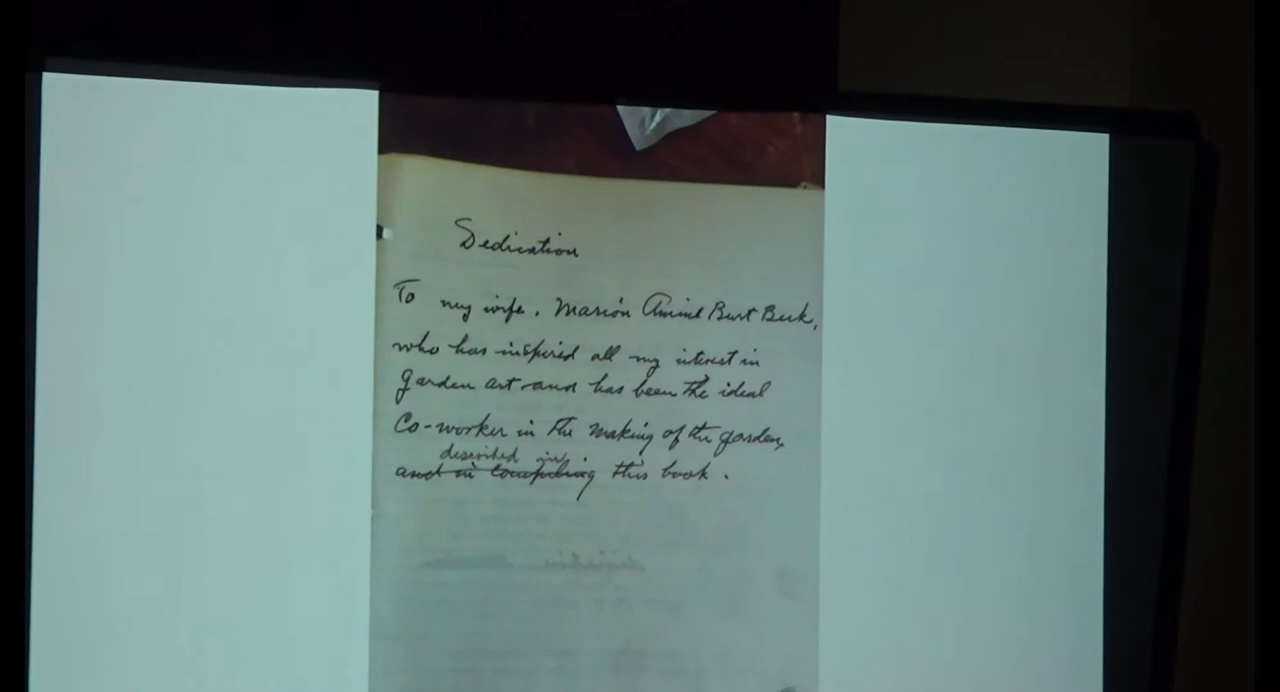 Dedication
To my wife, Marion Burt Beck,
who has inspired all my interest in
garden art and has been the ideal
Co-worker in the making of the garden
described in
and in compiling this book.